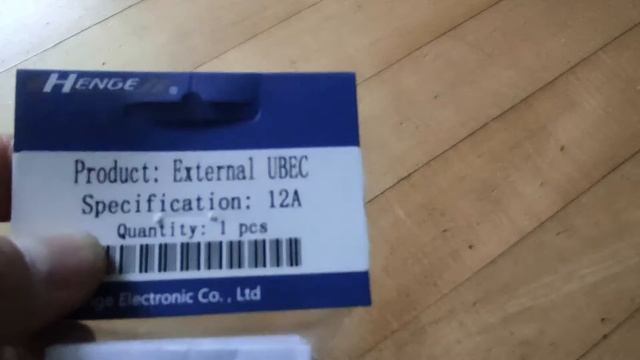 HENGE
Product: External UBEC
Specification: 12A
Quantity: 1 pcs
Electronic Co., Ltd